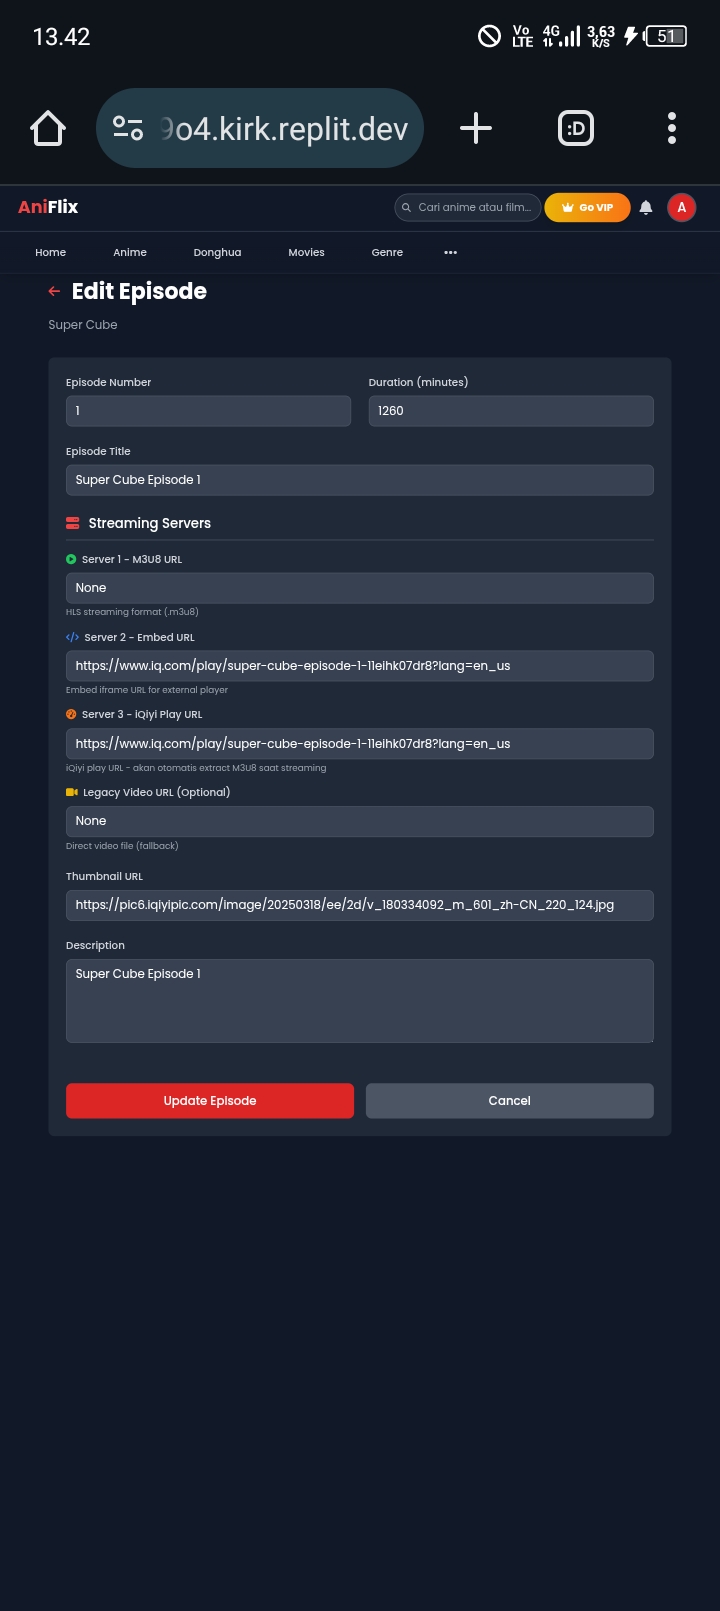 13.42
Vo LTE 4G 3,63 K/S 51
9o4.kirk.replit.dev
:D
AniFlix
Cari anime atau film...
Go VIP
A
Home
Anime
Donghua
Movies
Genre
•••
← Edit Episode
Super Cube
Episode Number
Duration (minutes)
1
1260
Episode Title
Super Cube Episode 1
Streaming Servers
Server 1 - M3U8 URL
None
HLS streaming format (.m3u8)
</> Server 2 - Embed URL
https://www.iq.com/play/super-cube-episode-1-11eihk07dr8?lang=en_us
Embed iframe URL for external player
Server 3 - iQiyi Play URL
https://www.iq.com/play/super-cube-episode-1-11eihk07dr8?lang=en_us
iQiyi play URL - akan otomatis extract M3U8 saat streaming
Legacy Video URL (Optional)
None
Direct video file (fallback)
Thumbnail URL
https://pic6.iqiyipic.com/image/20250318/ee/2d/v_180334092_m_601_zh-CN_220_124.jpg
Description
Super Cube Episode 1
Update Episode
Cancel